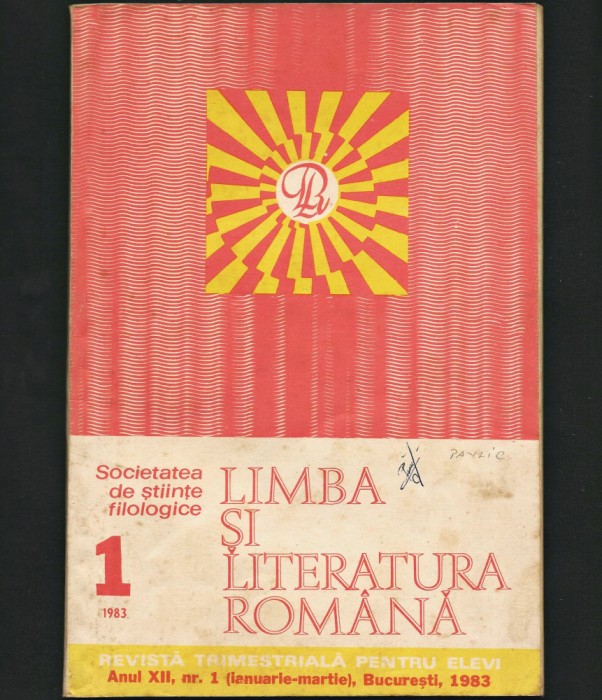 Societatea
de științe
filologice
1
1983
PAVLIC
LIMBA
ȘI
LITERATURA
ROMÂNĂ
REVISTĂ TRIMESTRIALĂ PENTRU ELEVI
Anul XII, nr. 1 (ianuarie-martie), București, 1983